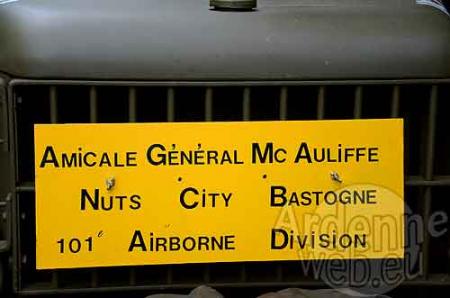 Amicale Général Mc Auliffe
Nuts City Bastogne
101e Airborne Division
Ardenne
web.eu